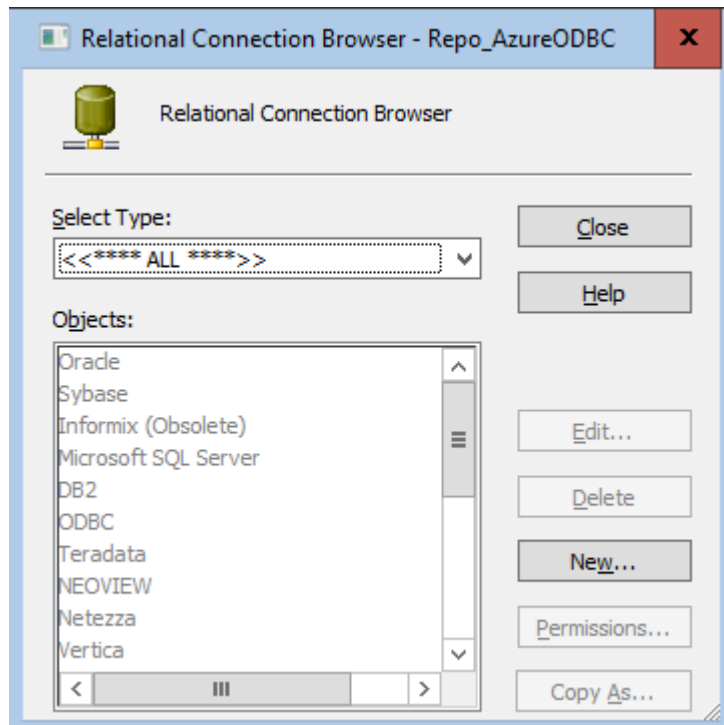 Relational Connection Browser - Repo_AzureODBC
x
Relational Connection Browser
Select Type:
<<**** ALL ****>>
Close
Help
Objects:
Oracle
Sybase
Informix (Obsolete)
Microsoft SQL Server
DB2
ODBC
Teradata
NEOVIEW
Netezza
Vertica
Edit...
Delete
New...
Permissions...
Copy As...